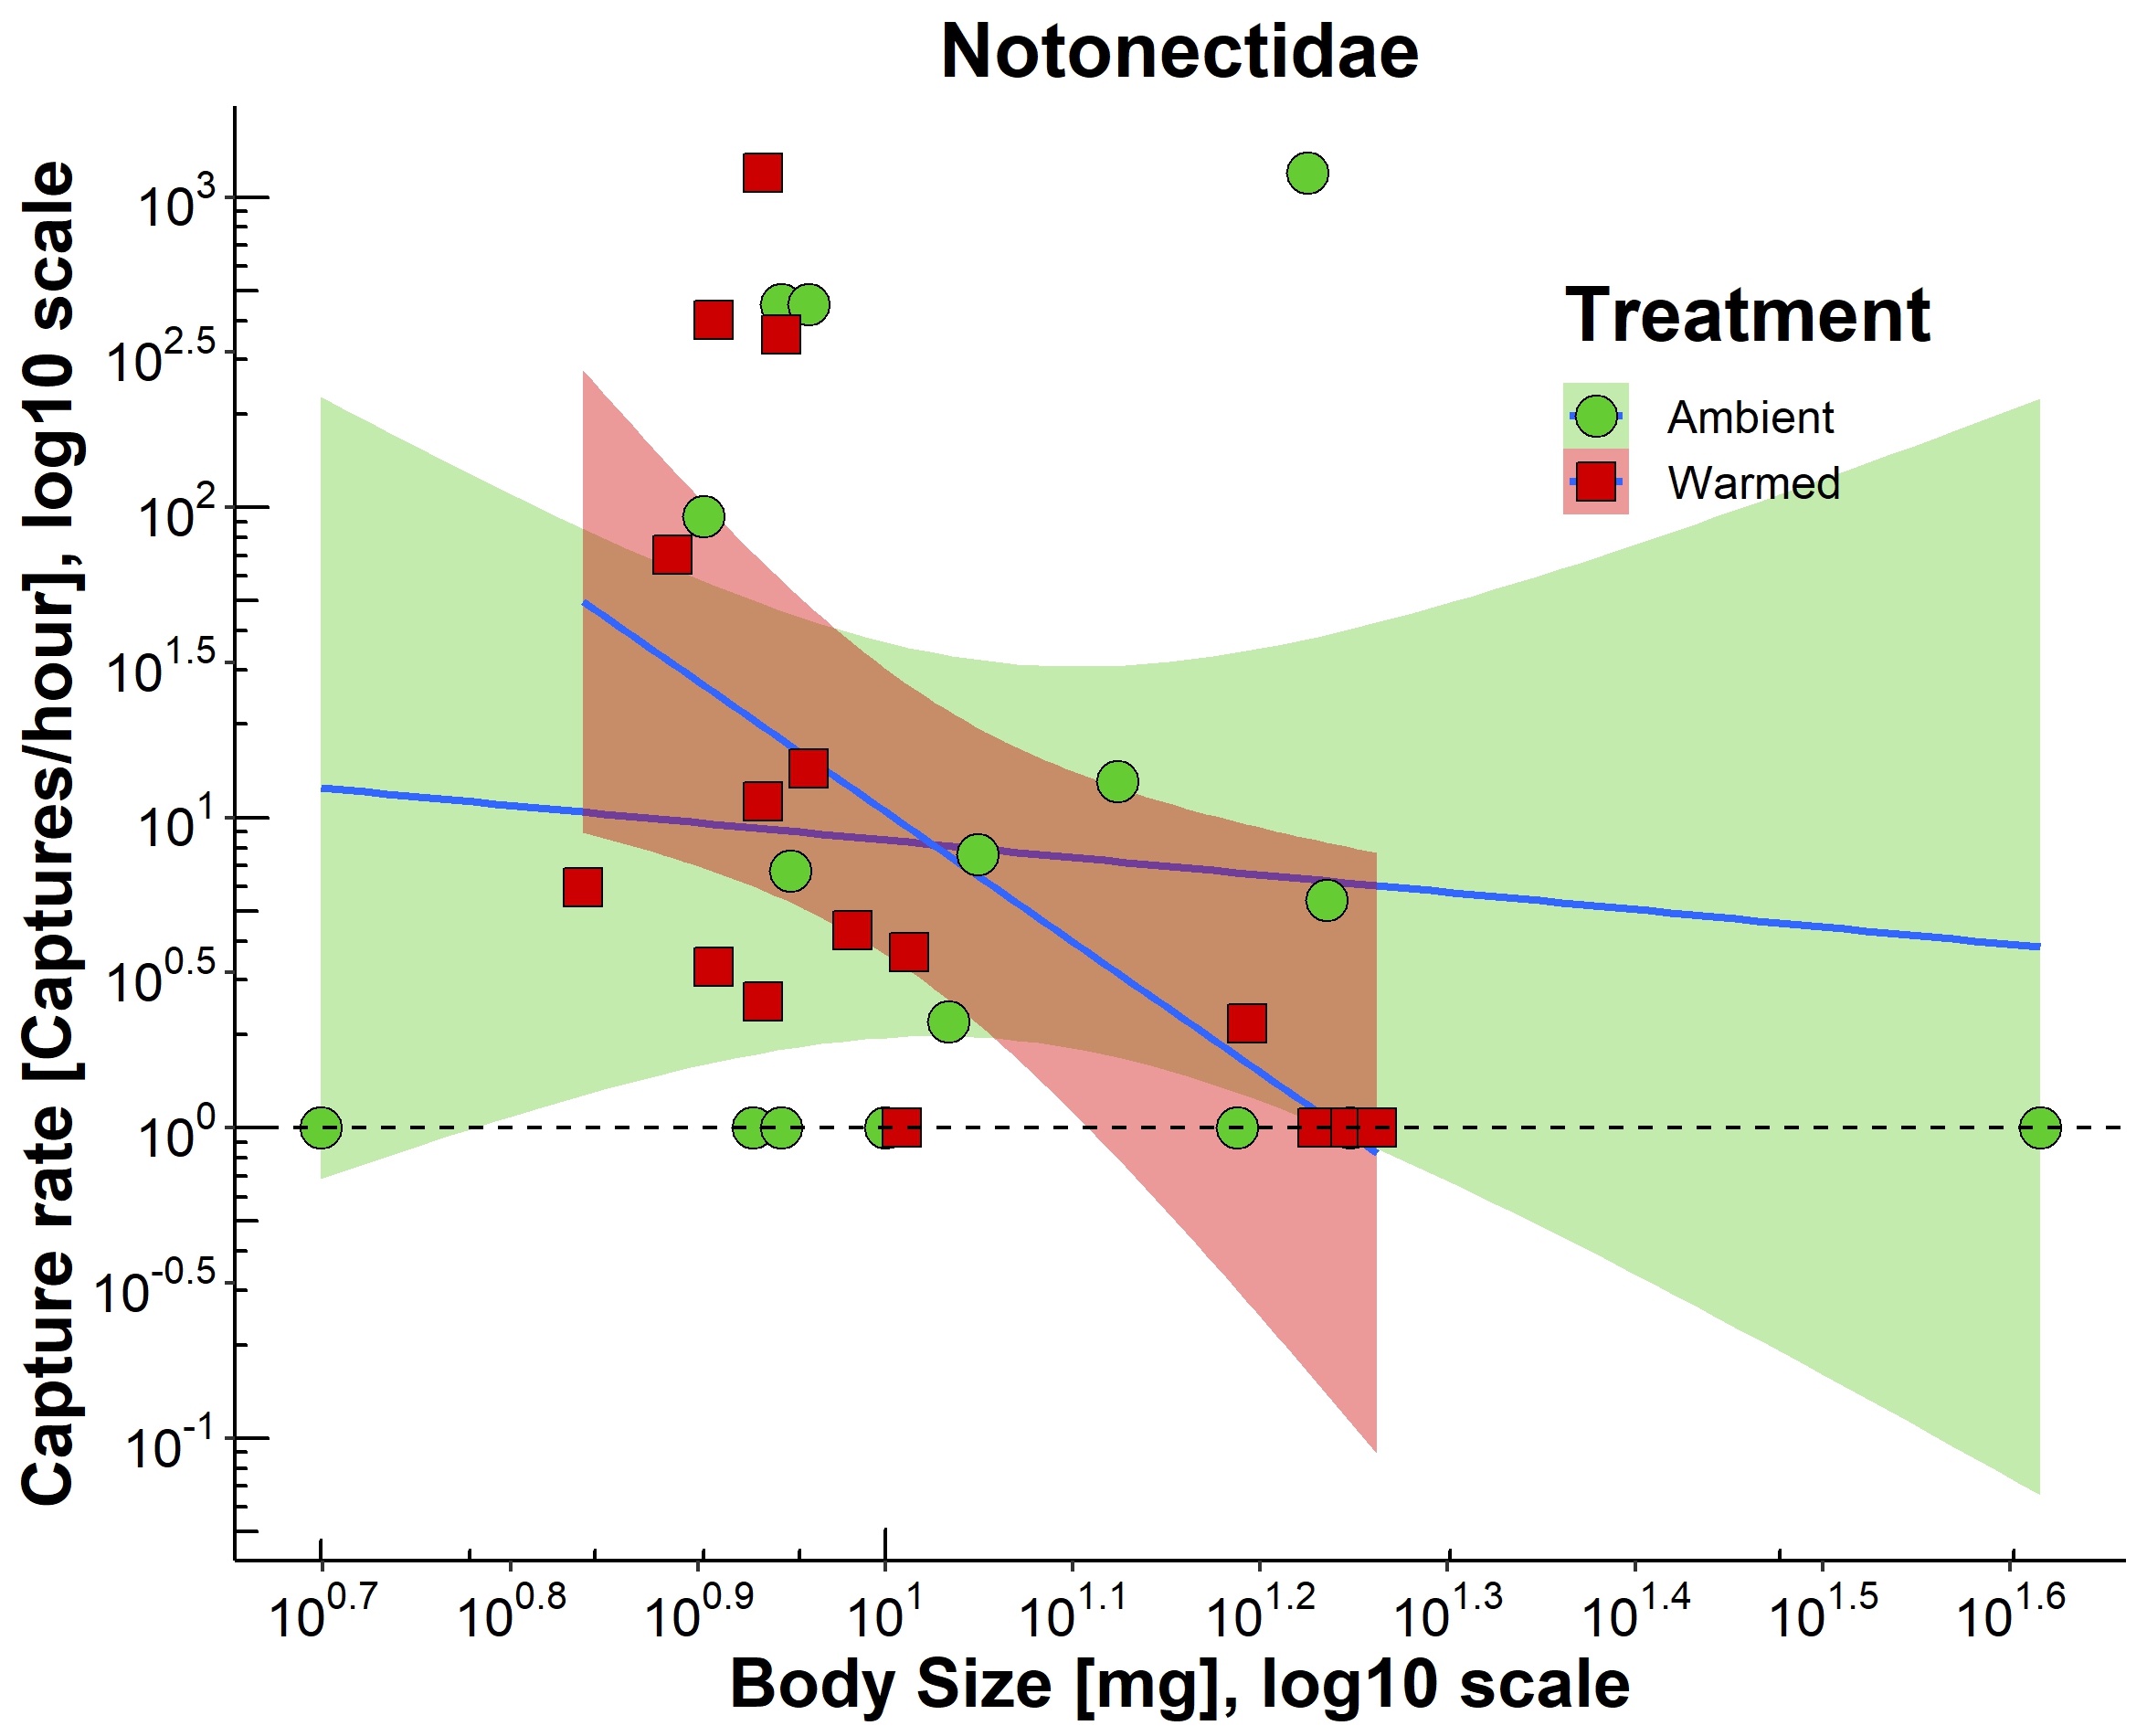 Notonectidae
Capture rate [Captures/hour], log10 scale
10^3
10^2.5
10^2
10^1.5
10^1
10^0.5
10^0
10^-0.5
10^-1
Treatment
Ambient
Warmed
10^0.7 10^0.8 10^0.9 10^1 10^1.1 10^1.2 10^1.3 10^1.4 10^1.5 10^1.6
Body Size [mg], log10 scale